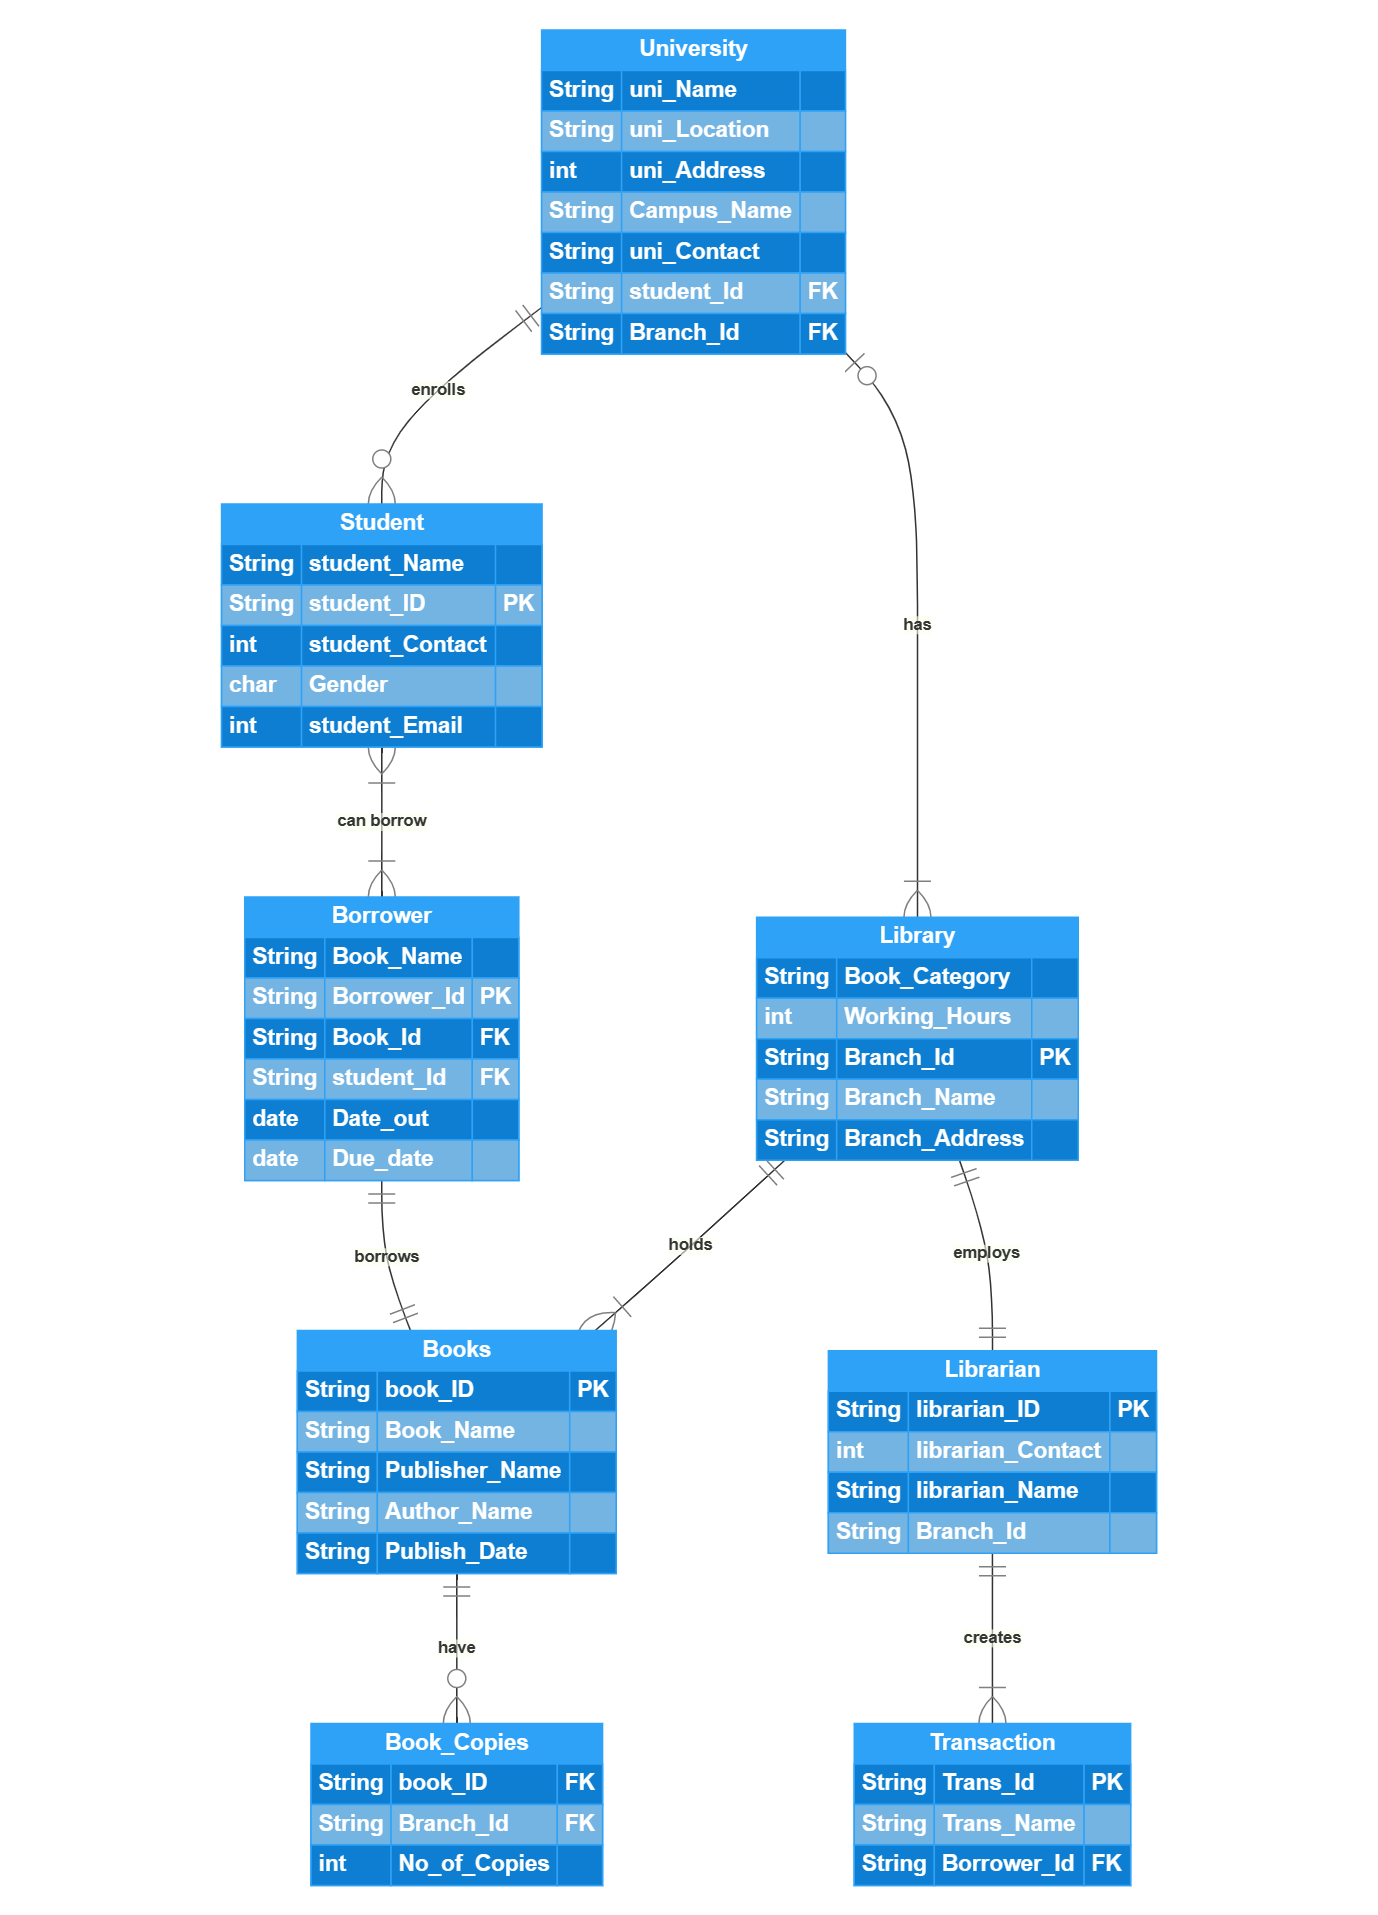 University
String uni_Name
String uni_Location
int uni_Address
String Campus_Name
String uni_Contact
String student_Id FK
String Branch_Id FK
enrolls
has
Student
String student_Name
String student_ID PK
int student_Contact
char Gender
int student_Email
can borrow
Borrower
String Book_Name
String Borrower_Id PK
String Book_Id FK
String student_Id FK
date Date_out
date Due_date
Library
String Book_Category
int Working_Hours
String Branch_Id PK
String Branch_Name
String Branch_Address
borrows
holds
employs
Books
String book_ID PK
String Book_Name
String Publisher_Name
String Author_Name
String Publish_Date
Librarian
String librarian_ID PK
int librarian_Contact
String librarian_Name
String Branch_Id
have
creates
Book_Copies
String book_ID FK
String Branch_Id FK
int No_of_Copies
Transaction
String Trans_Id PK
String Trans_Name
String Borrower_Id FK